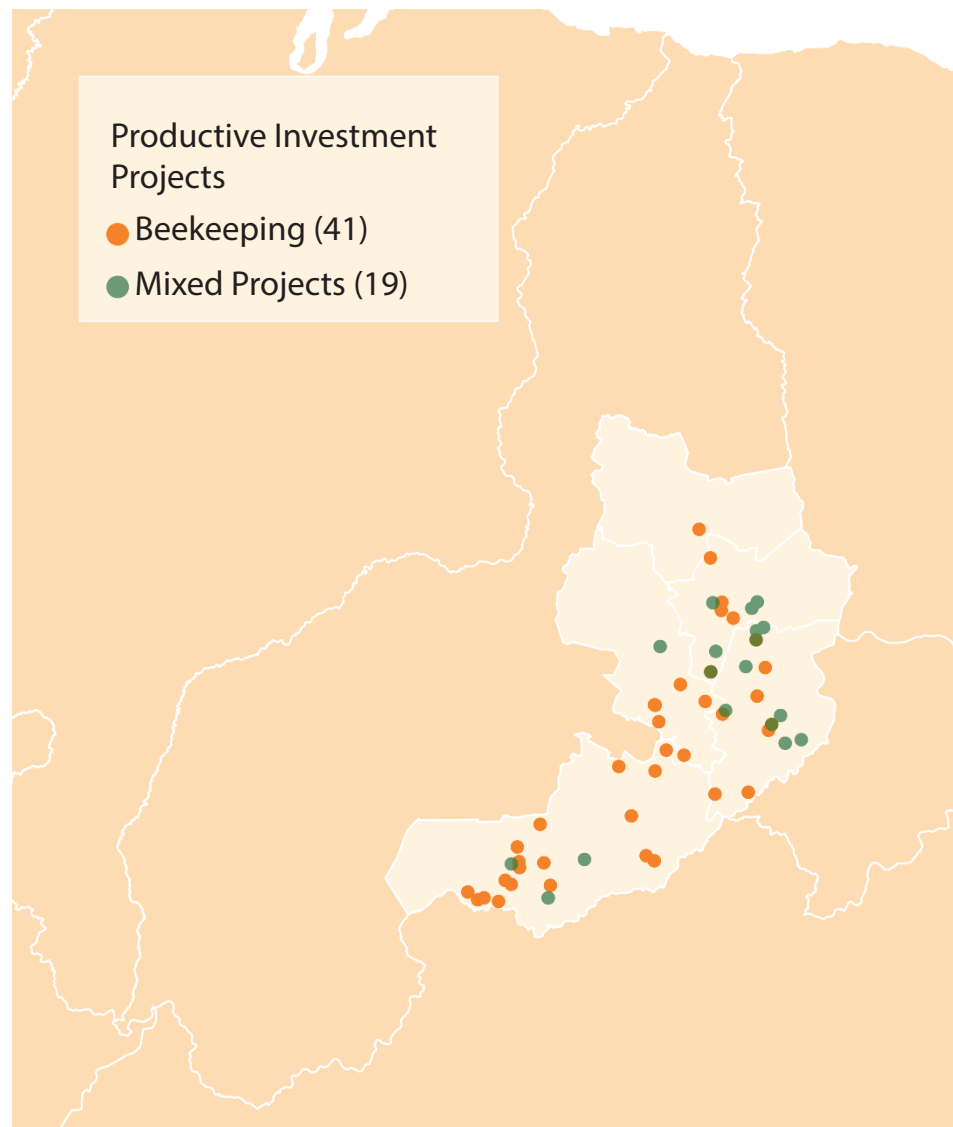 Productive Investment
Projects
Beekeeping (41)
Mixed Projects (19)